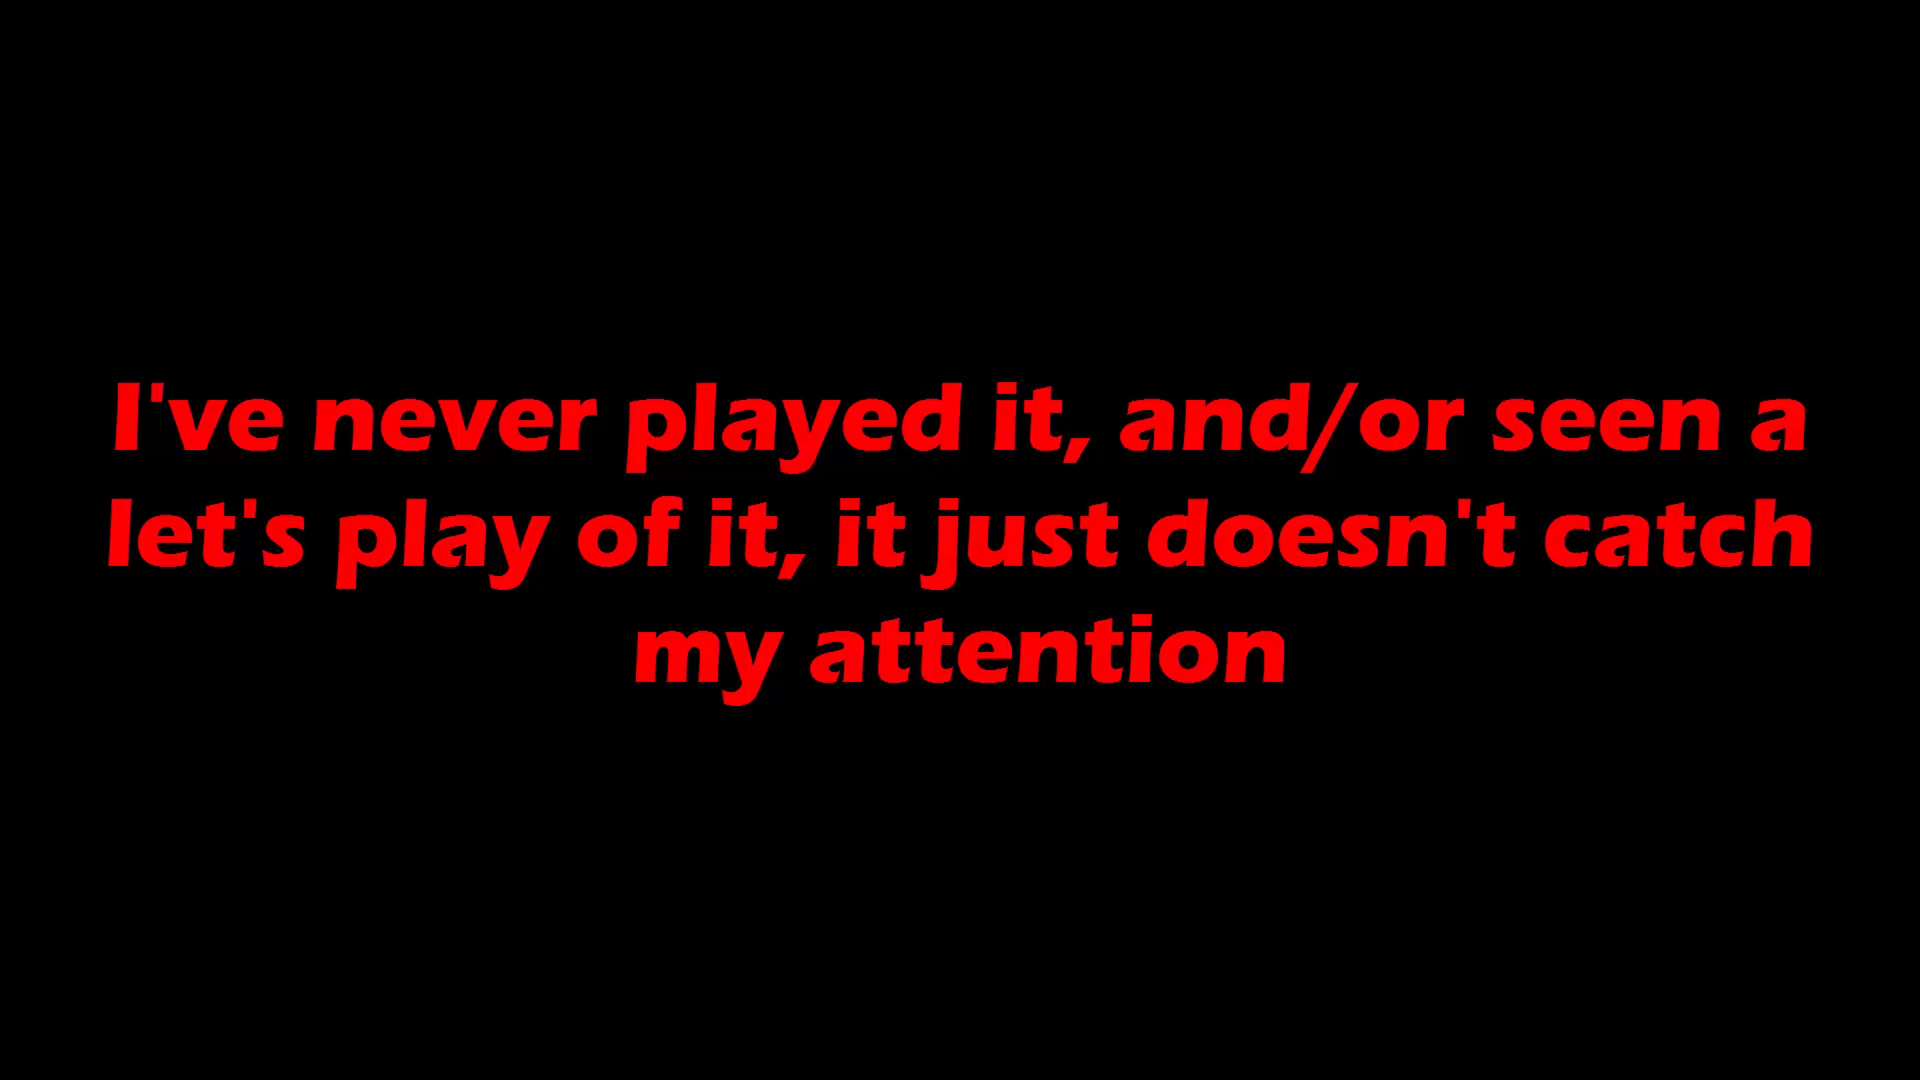 I've never played it, and/or seen a
let's play of it, it just doesn't catch
my attention